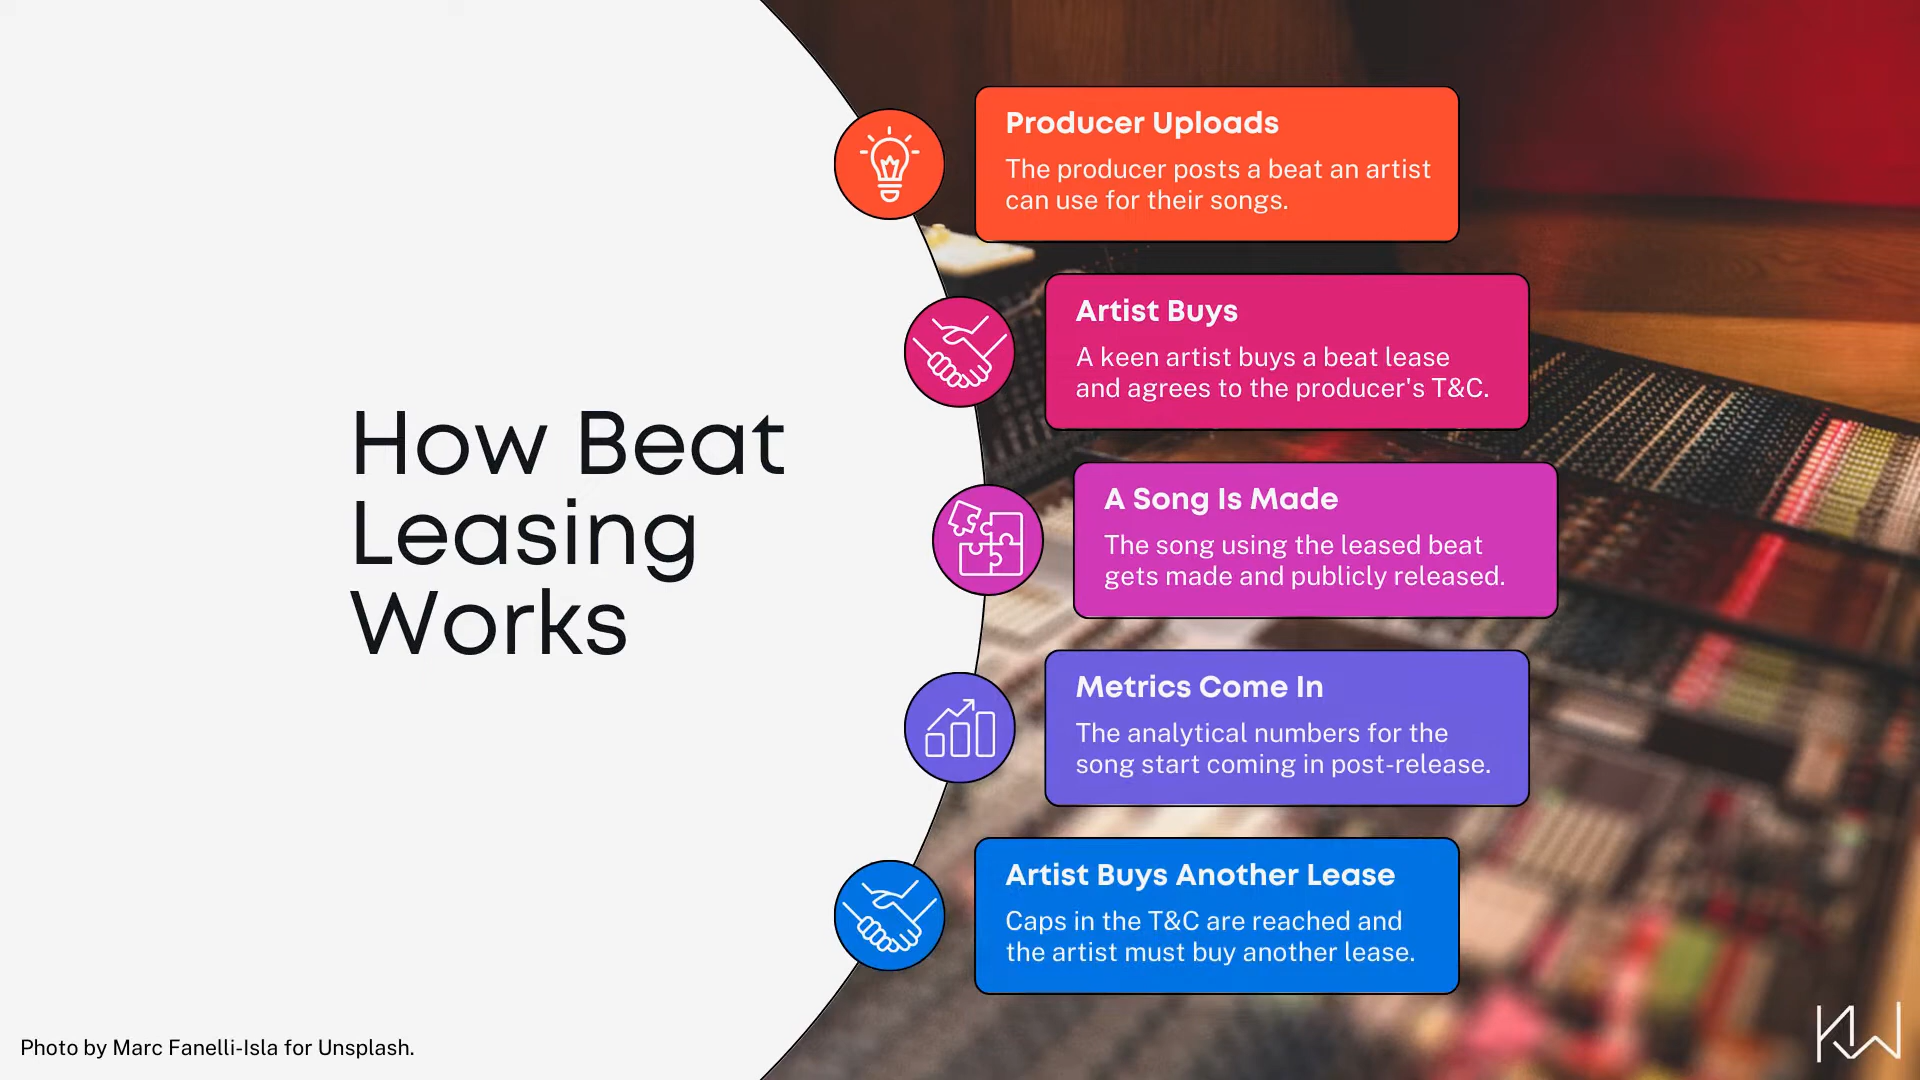 How Beat
Leasing
Works
Producer Uploads
The producer posts a beat an artist
can use for their songs.
Artist Buys
A keen artist buys a beat lease
and agrees to the producer's T&C.
A Song Is Made
The song using the leased beat
gets made and publicly released.
Metrics Come In
The analytical numbers for the
song start coming in post-release.
Artist Buys Another Lease
Caps in the T&C are reached and
the artist must buy another lease.
Photo by Marc Fanelli-Isla for Unsplash.
KW